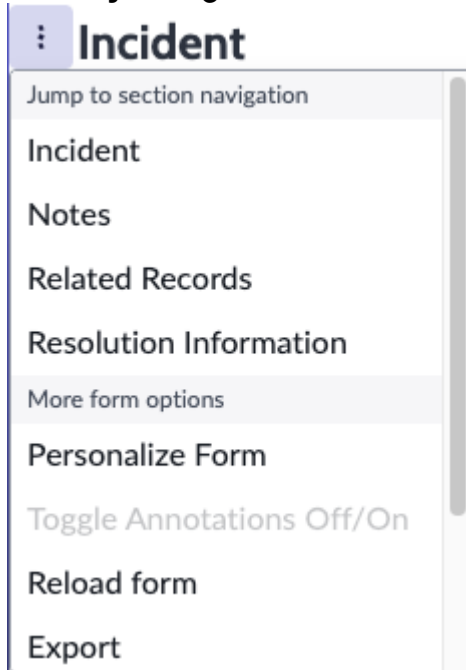 Incident
Jump to section navigation
Incident
Notes
Related Records
Resolution Information
More form options
Personalize Form
Toggle Annotations Off/On
Reload form
Export